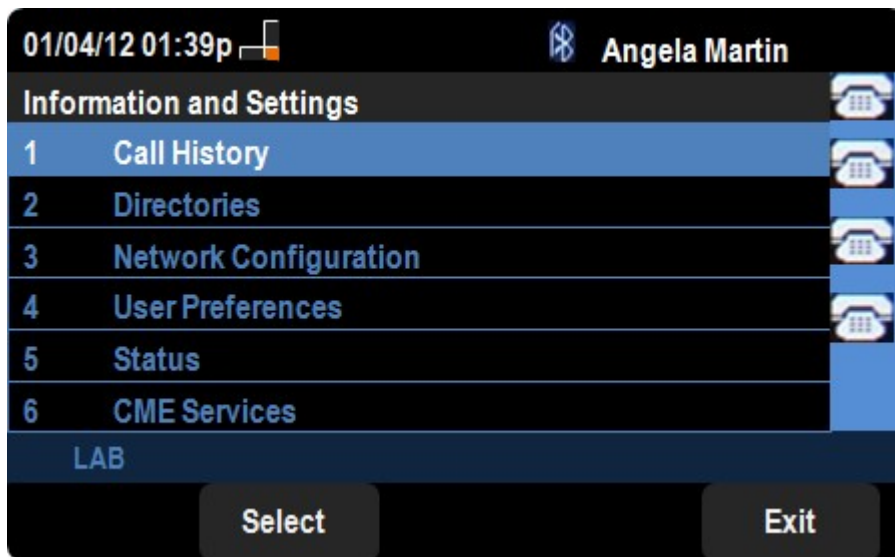 01/04/12 01:39p Angela Martin
Information and Settings
1 Call History
2 Directories
3 Network Configuration
4 User Preferences
5 Status
6 CME Services
LAB
Select Exit